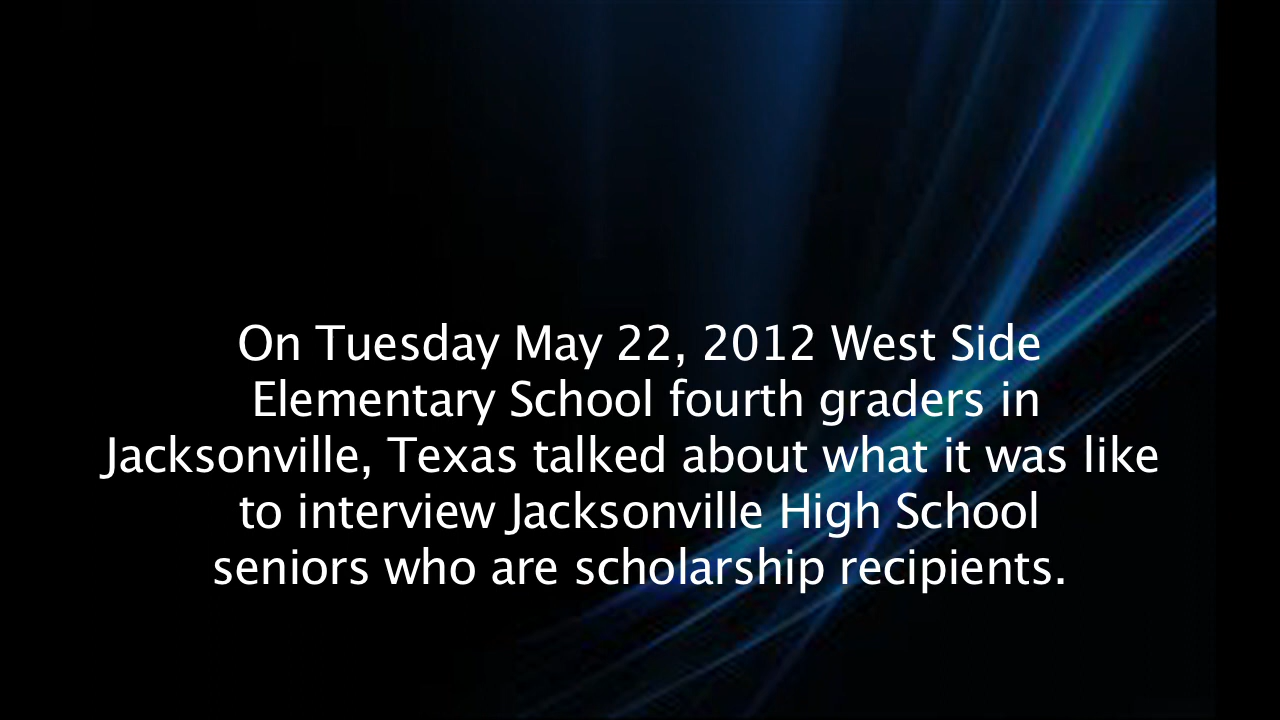 On Tuesday May 22, 2012 West Side
Elementary School fourth graders in
Jacksonville, Texas talked about what it was like
to interview Jacksonville High School
seniors who are scholarship recipients.